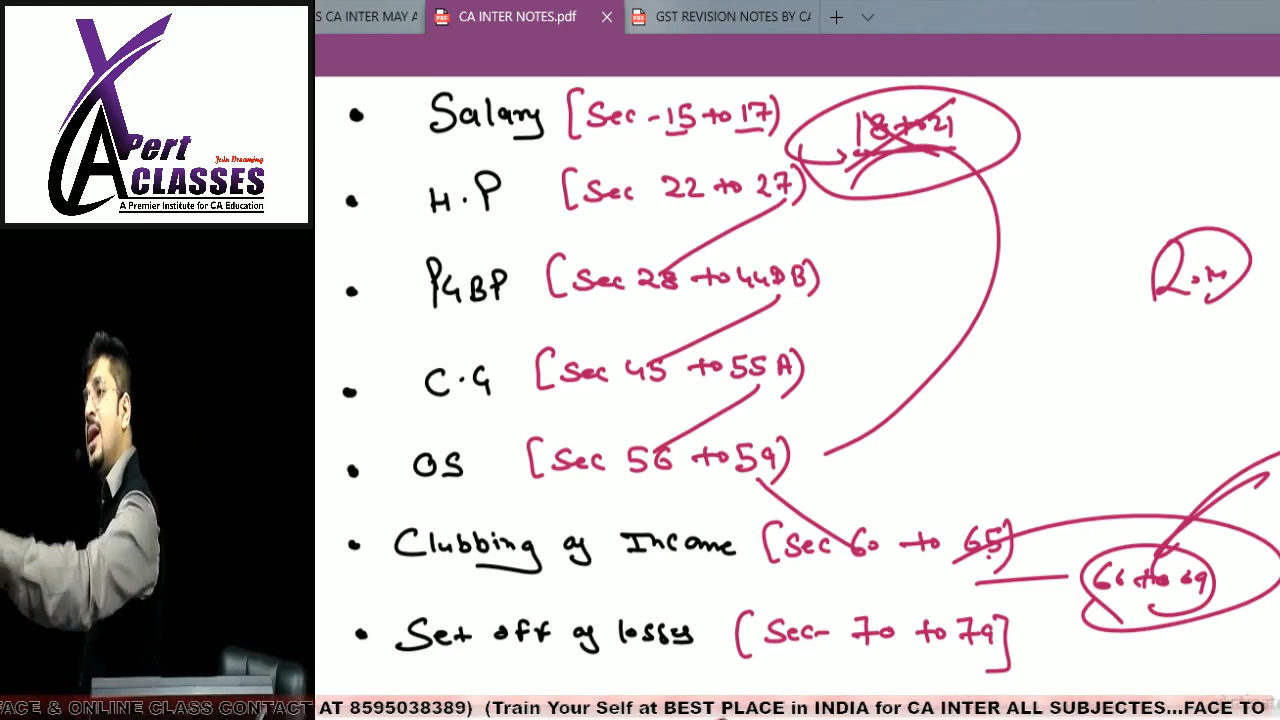 S CA INTER MAY A
CA INTER NOTES.pdf
GST REVISION NOTES BY CA
XPert
Join Dreaming
CLASSES
A Premier Institute for CA Education
• Salary [Sec - 15 to 17] 18 to 21
• H.P [Sec 22 to 27]
• PGBP [Sec 28 to 44DB]
• C.G [Sec 45 to 55A]
• OS [Sec 56 to 59]
• Clubbing of Income [Sec 60 to 65]
66 to 69
• Set off of losses [Sec- 70 to 79]
FACE & ONLINE CLASS CONTACT AT 8595038389) (Train Your Self at BEST PLACE in INDIA for CA INTER ALL SUBJECTES...FACE TO